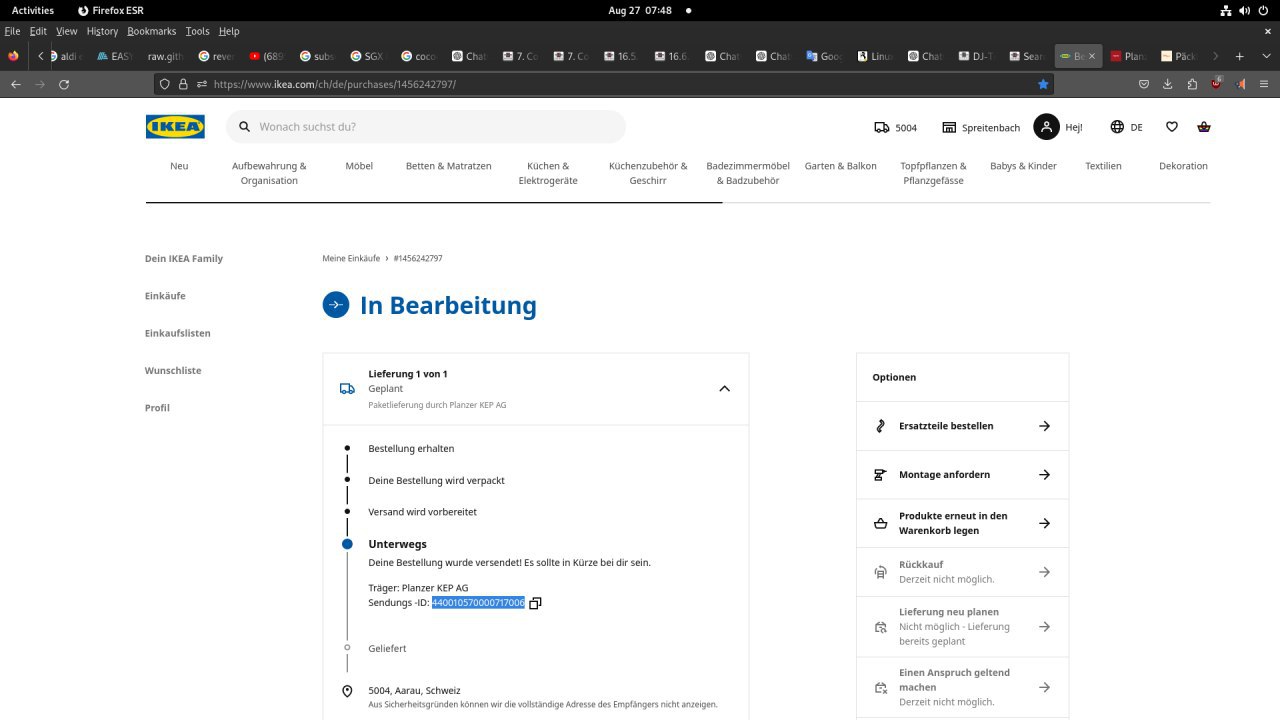 Activities
Firefox ESR
Aug 27 07:48
File Edit View History Bookmarks Tools Help
aldi e
EASY
raw.gith
rever
(689)
subs
SGX
coco
Chat
7. Co
7. Co
16.5.
16.6.
Chat
Chat
Goog
Linux
Chat
DJ-T
Sear
Be
Plan
Päck
https://www.ikea.com/ch/de/purchases/1456242797/
6
IKEA
Wonach suchst du?
5004
Spreitenbach
Hej!
DE
Neu
Aufbewahrung &
Organisation
Möbel
Betten & Matratzen
Küchen &
Elektrogeräte
Küchenzubehör &
Geschirr
Badezimmermöbel
& Badzubehör
Garten & Balkon
Topfpflanzen &
Pflanzgefässe
Babys & Kinder
Textilien
Dekoration
Dein IKEA Family
Einkäufe
Einkaufslisten
Wunschliste
Profil
Meine Einkäufe › #1456242797
In Bearbeitung
Lieferung 1 von 1
Geplant
Paketlieferung durch Planzer KEP AG
Bestellung erhalten
Deine Bestellung wird verpackt
Versand wird vorbereitet
Unterwegs
Deine Bestellung wurde versendet! Es sollte in Kürze bei dir sein.
Träger: Planzer KEP AG
Sendungs -ID: 440010570000717006
Geliefert
5004, Aarau, Schweiz
Aus Sicherheitsgründen können wir die vollständige Adresse des Empfängers nicht anzeigen.
Optionen
Ersatzteile bestellen
Montage anfordern
Produkte erneut in den
Warenkorb legen
Rückkauf
Derzeit nicht möglich.
Lieferung neu planen
Nicht möglich - Lieferung
bereits geplant
Einen Anspruch geltend
machen
Derzeit nicht möglich.